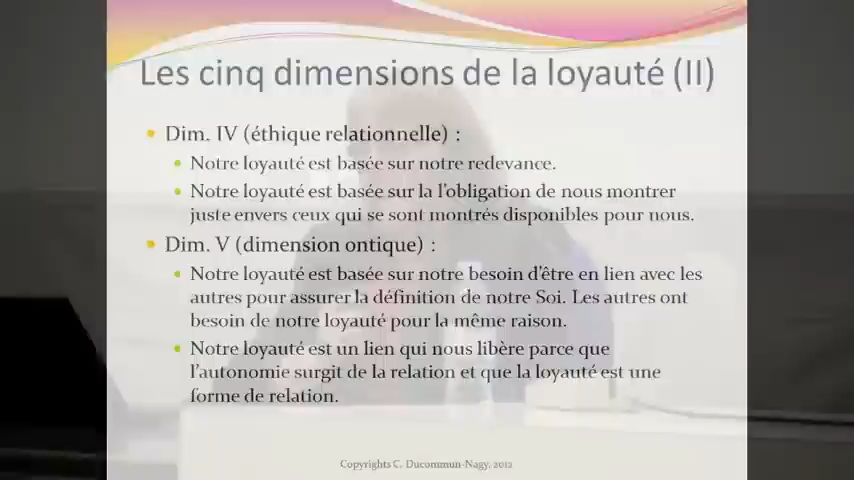 Les cinq dimensions de la loyauté (II)
• Dim. IV (éthique relationnelle) :
• Notre loyauté est basée sur notre redevance.
• Notre loyauté est basée sur la l'obligation de nous montrer
juste envers ceux qui se sont montrés disponibles pour nous.
• Dim. V (dimension ontique) :
• Notre loyauté est basée sur notre besoin d'être en lien avec les
autres pour assurer la définition de notre Soi. Les autres ont
besoin de notre loyauté pour la même raison.
• Notre loyauté est un lien qui nous libère parce que
l'autonomie surgit de la relation et que la loyauté est une
forme de relation.
Copyrights C. Ducommun-Nagy, 2012